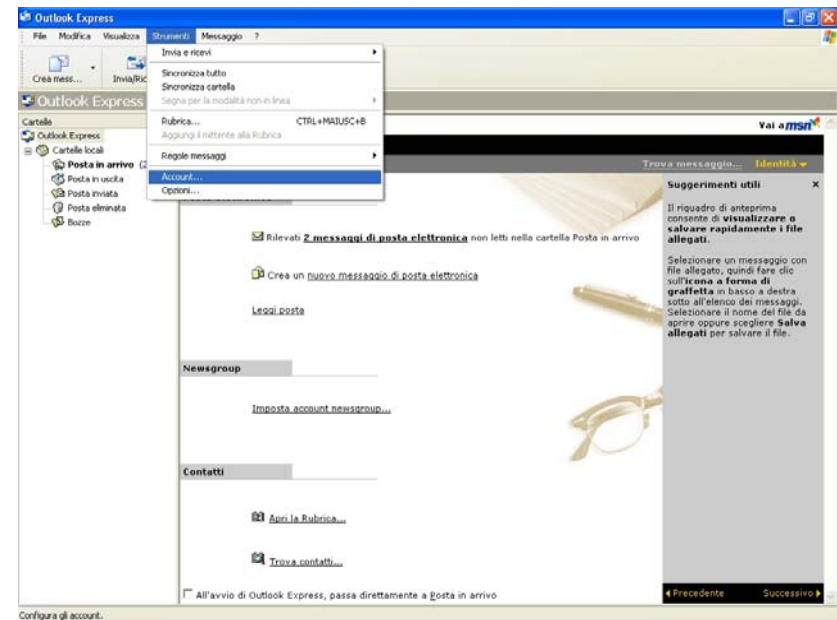 Outlook Express
File Modifica Visualizza Strumenti Messaggio ?
Crea mess... Invia/Ric
Invia e ricevi
Sincronizza tutto
Sincronizza cartella
Segna per la modalità non in linea
Rubrica... CTRL+MAIUSC+B
Aggiungi il mittente alla Rubrica
Regole messaggi
Account...
Opzioni...
Outlook Express
Cartelle
Outlook Express
Cartelle locali
Posta in arrivo (2
Posta in uscita
Posta inviata
Posta eliminata
Bozze
Vai a msn
Trova messaggio... Identità
Rilevati 2 messaggi di posta elettronica non letti nella cartella Posta in arrivo
Crea un nuovo messaggio di posta elettronica
Leggi posta
Newsgroup
Imposta account newsgroup...
Contatti
Apri la Rubrica...
Trova contatti...
All'avvio di Outlook Express, passa direttamente a Posta in arrivo
Suggerimenti utili x
Il riquadro di anteprima
consente di visualizzare o
salvare rapidamente i file
allegati.
Selezionare un messaggio con
file allegato, quindi fare clic
sull'icona a forma di
graffetta in basso a destra
sotto all'elenco dei messaggi.
Selezionare il nome del file da
aprire oppure scegliere Salva
allegati per salvare il file.
Precedente Successivo
Configura gli account.